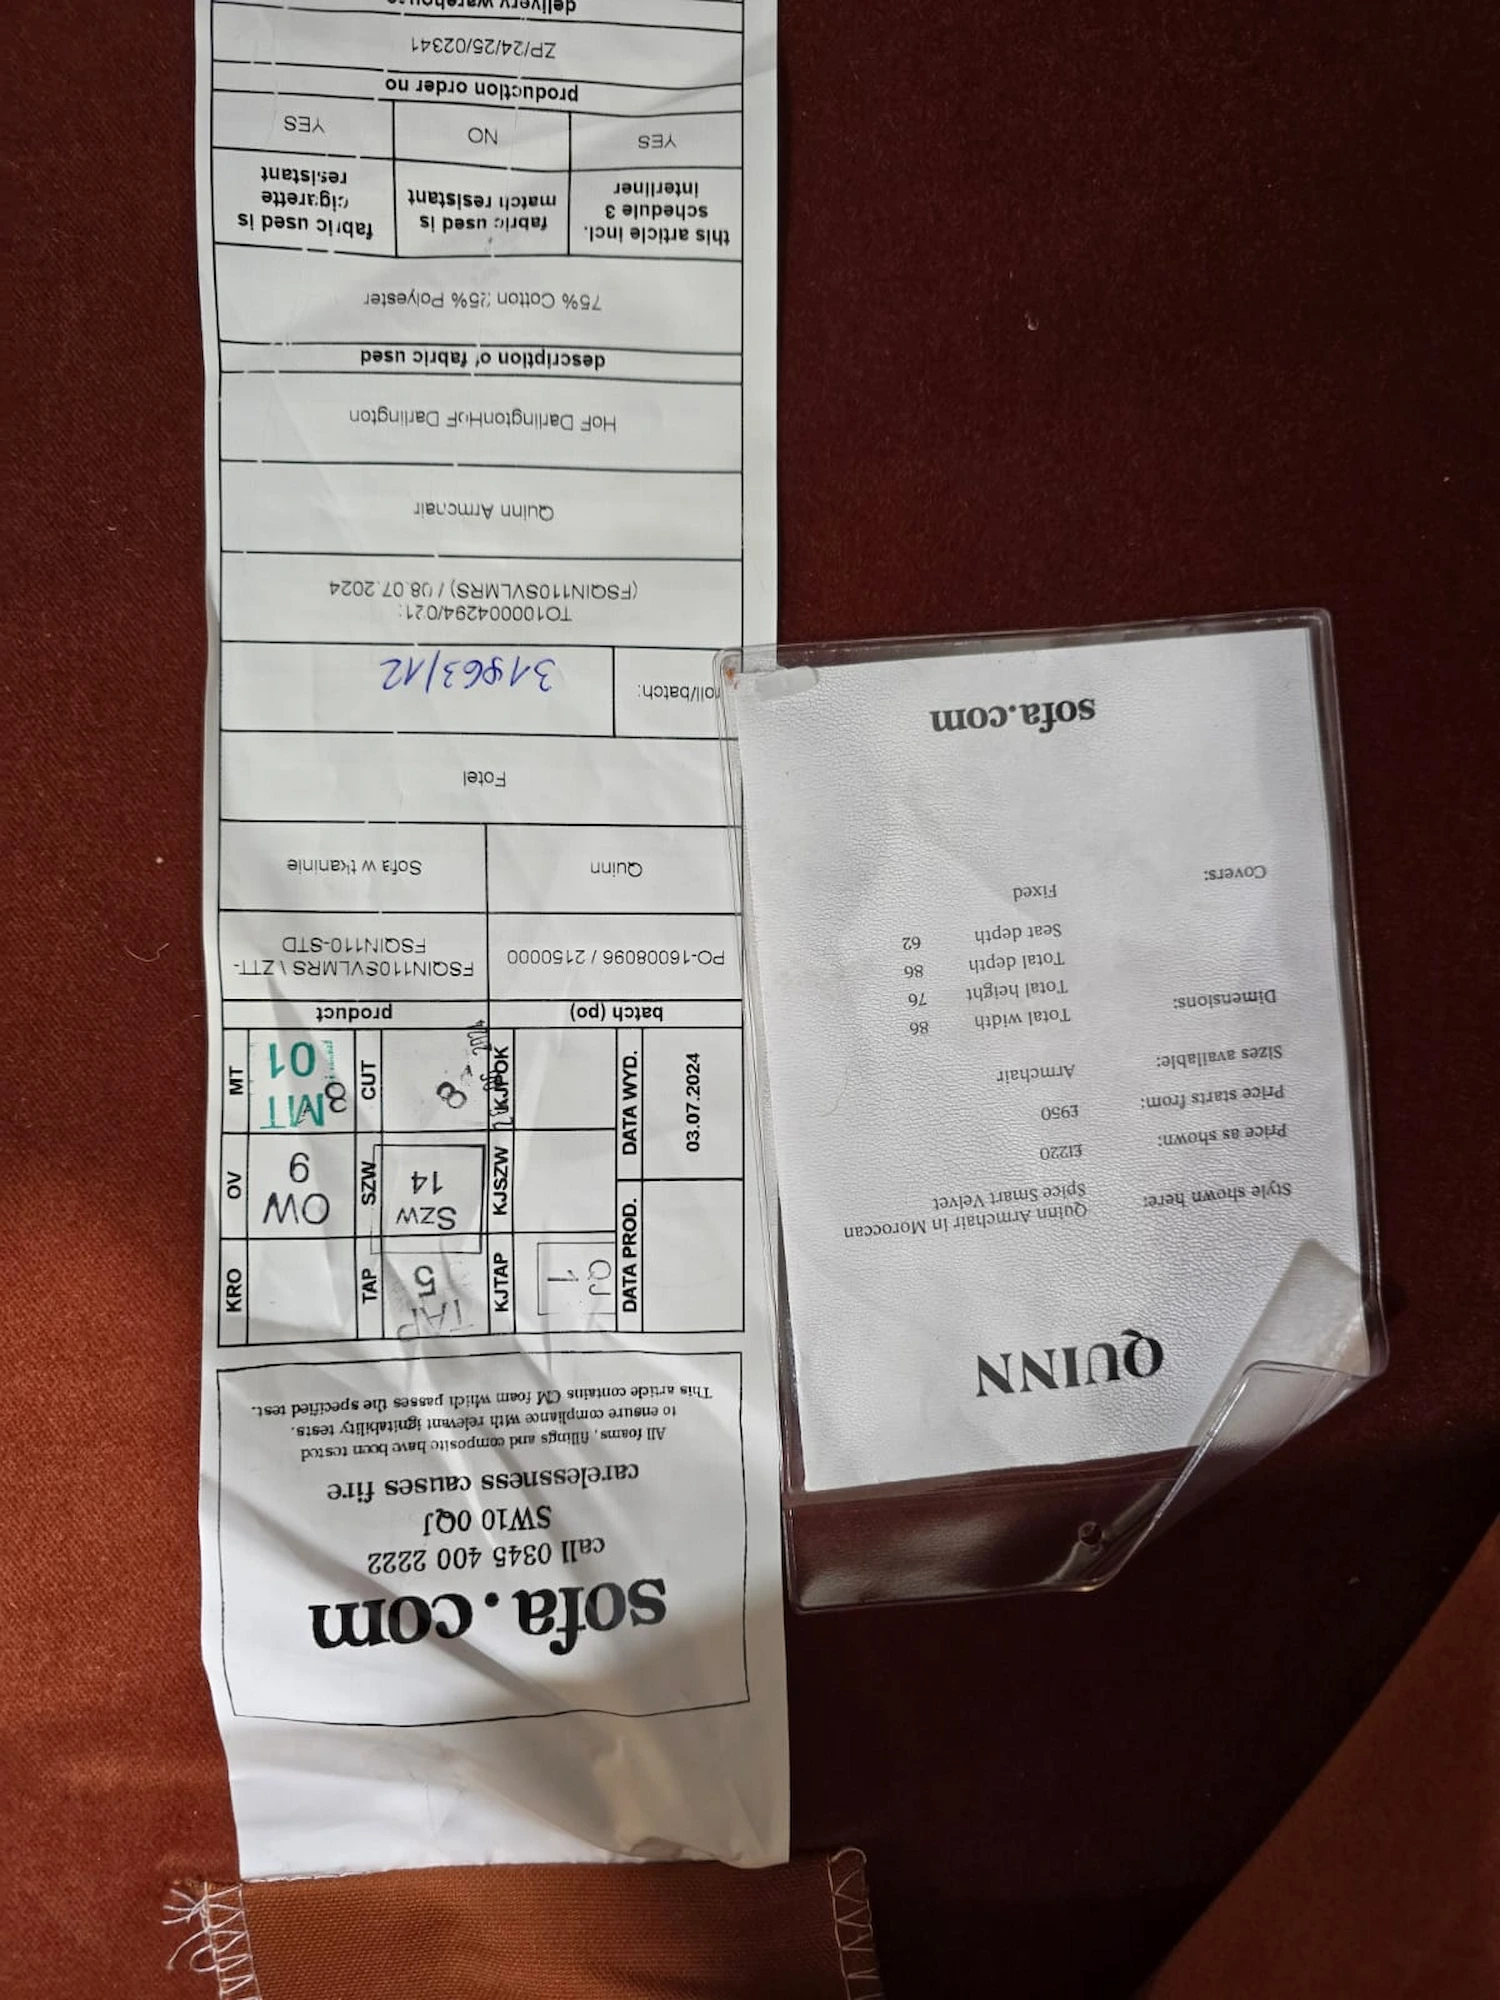 sofa.com
call 0345 400 2222
SW10 0QJ
carelessness causes fire
All foams, fillings and composite have been tested
to ensure compliance with relevant ignitability tests.
This article contains CM foam which passes the specified test.
DATA PROD. KJTAP TAP KRO
QJ 1
TAP 5
DATA WYD. KJSZW SZW OV
SZW 14
OW 9
KJPOK CUT MT
03.07.2024
8
8
MT 01
batch (po) product
PO-16008096 / 2150000
FSQIN110SVLMRS \ ZTT-
FSQIN110-STD
Quinn Sofa w tkaninie
Fotel
roll/batch: 31863/12
TO100004294/021:
(FSQIN110SVLMRS) / 08.07.2024
Quinn Armchair
HoF DarlingtonHoF Darlington
description of fabric used
75% Cotton 25% Polyester
this article incl.
schedule 3
interliner
fabric used is
match resistant
fabric used is
cigarette
resistant
YES NO YES
production order no
ZP/24/25/02341
delivery warehouse
QUINN
Style shown here: Quinn Armchair in Moroccan
Spice Smart Velvet
Price as shown: £1220
Price starts from: £950
Sizes available: Armchair
Dimensions: Total width 86
Total height 76
Total depth 86
Seat depth 62
Covers: Fixed
sofa.com